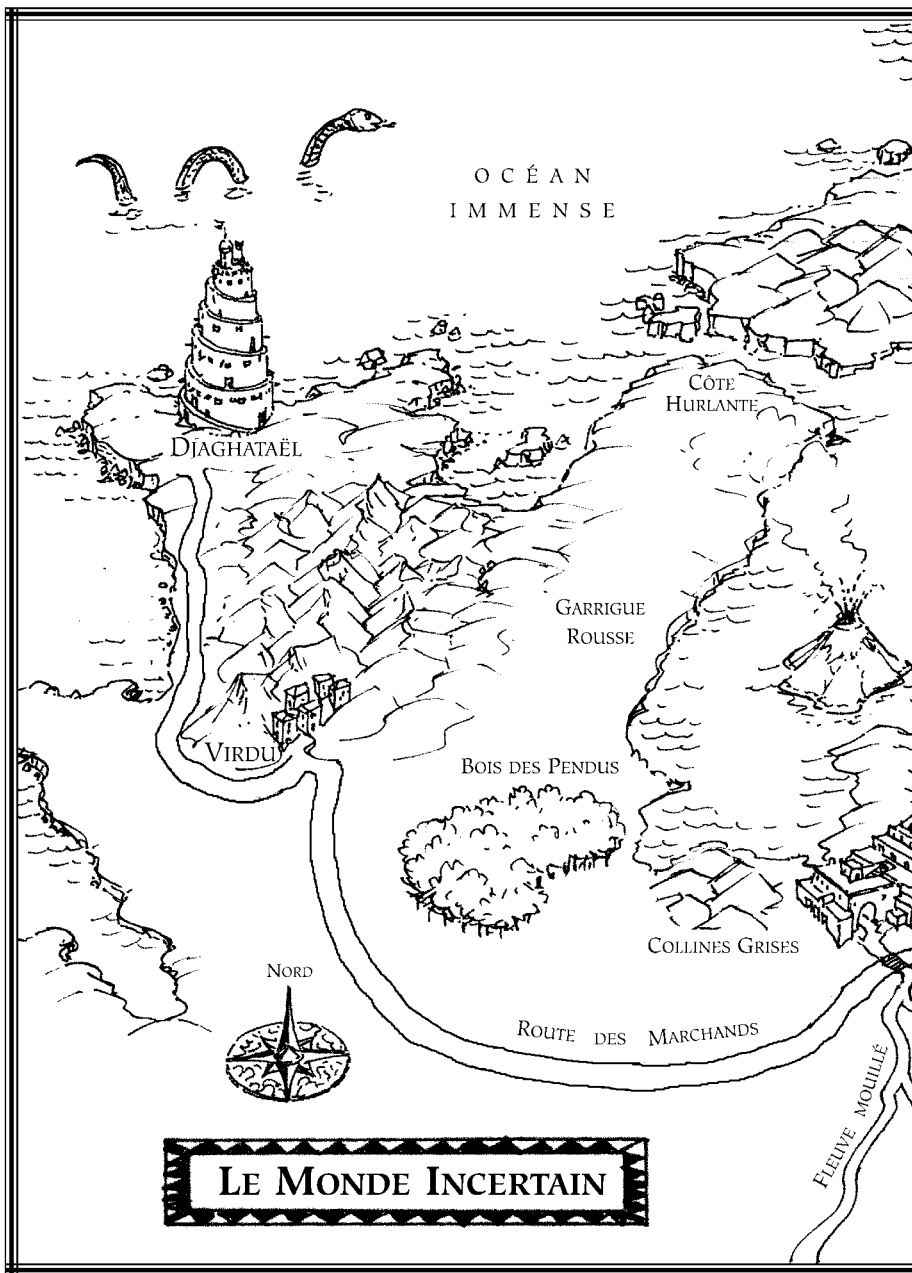 OCÉAN
IMMENSE
CÔTE
HURLANTE
DJAGHATAËL
GARRIGUE
ROUSSE
VIRDU
BOIS DES PENDUS
COLLINES GRISES
NORD
ROUTE DES MARCHANDS
FLEUVE MOUILLÉ
LE MONDE INCERTAIN